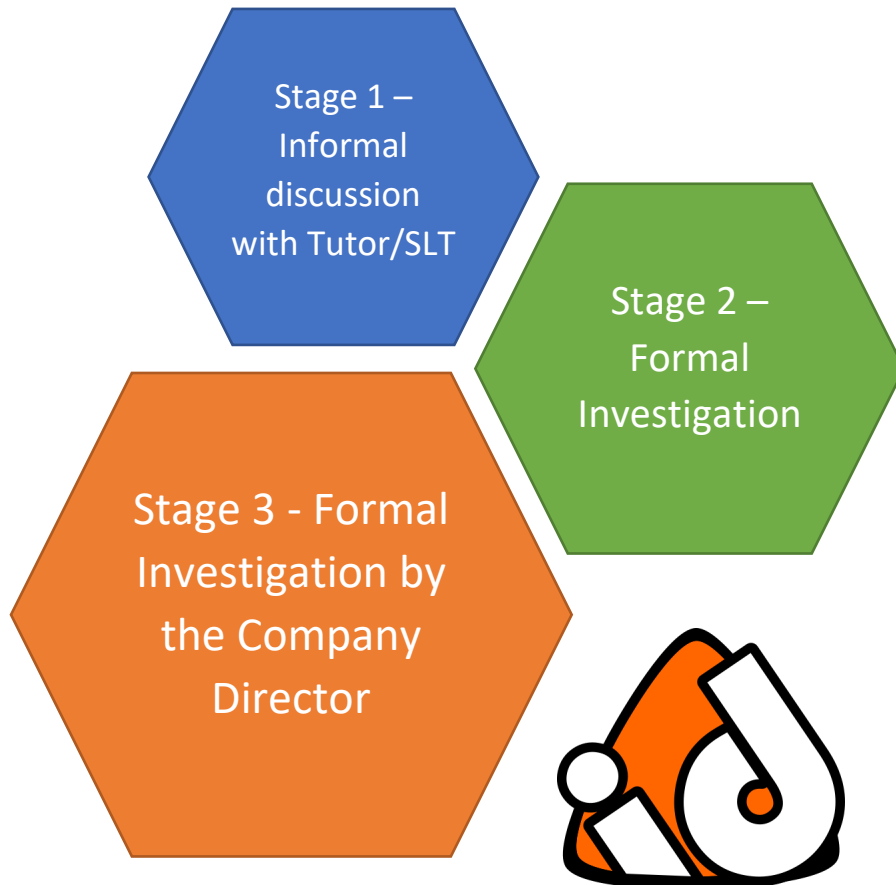 Stage 1 –
Informal
discussion
with Tutor/SLT
Stage 2 –
Formal
Investigation
Stage 3 - Formal
Investigation by
the Company
Director